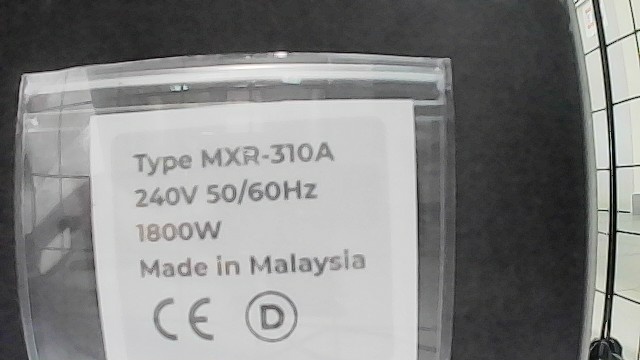 Type MXR-310A
240V 50/60Hz
1800W
Made in Malaysia
CE D